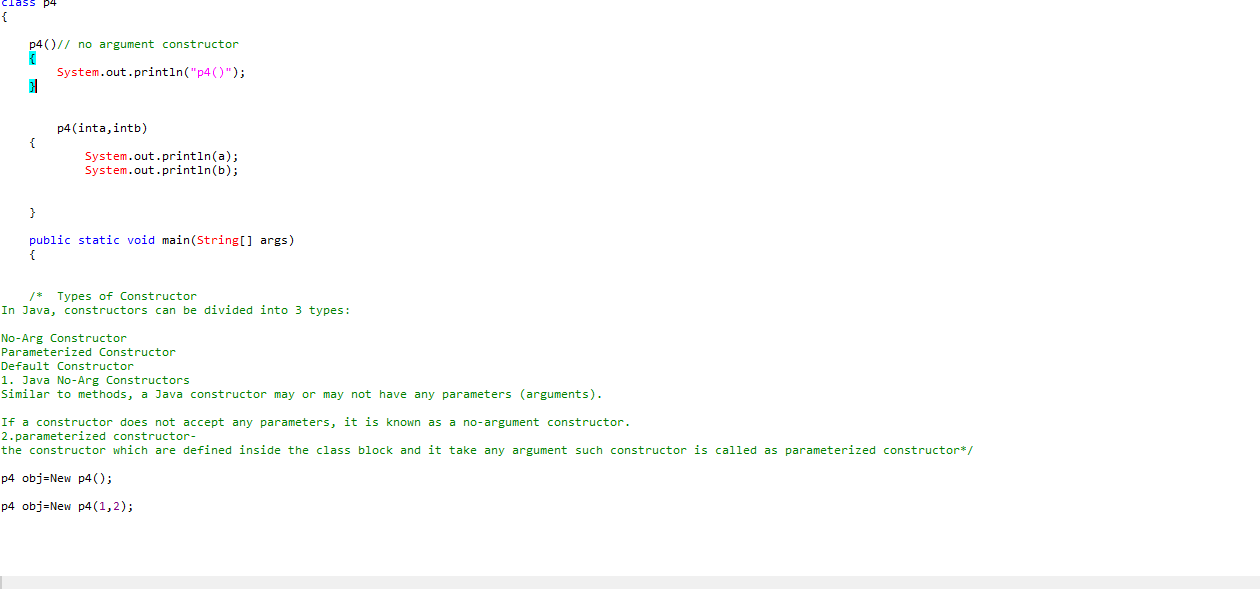 class p4
{
p4()// no argument constructor
{
System.out.println("p4()");
}
p4(inta,intb)
{
System.out.println(a);
System.out.println(b);
}
public static void main(String[] args)
{
/*  Types of Constructor
In Java, constructors can be divided into 3 types:
No-Arg Constructor
Parameterized Constructor
Default Constructor
1. Java No-Arg Constructors
Similar to methods, a Java constructor may or may not have any parameters (arguments).
If a constructor does not accept any parameters, it is known as a no-argument constructor.
2.parameterized constructor-
the constructor which are defined inside the class block and it take any argument such constructor is called as parameterized constructor*/
p4 obj=New p4();
p4 obj=New p4(1,2);